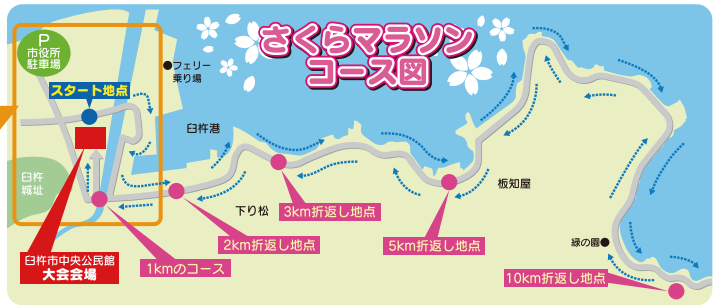 さくらマラソン
コース図
P
市役所
駐車場
フェリー
乗り場
スタート地点
臼杵港
臼杵
城址
板知屋
下り松
3km折返し地点
2km折返し地点
5km折返し地点
緑の園
臼杵市中央公民館
大会会場
1kmのコース
10km折返し地点